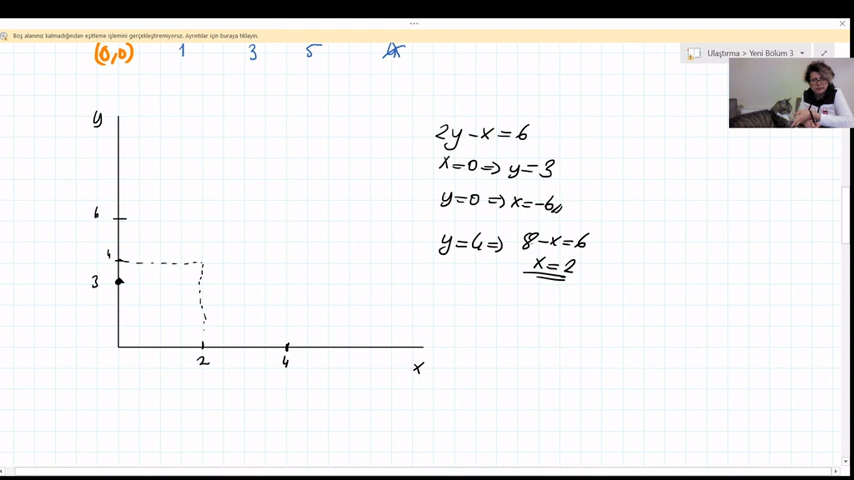 ...
Boş alanınız kalmadığından eşitleme işlemini gerçekleştiremiyoruz. Ayrıntılar için buraya tıklayın.
(0,0) 1 3 5
Ulaştırma > Yeni Bölüm 3
y
6
4
3
2 4
x
2y-x=6
x=0⇒y=3
y=0⇒x=-6
y=4⇒ 8-x=6
x=2